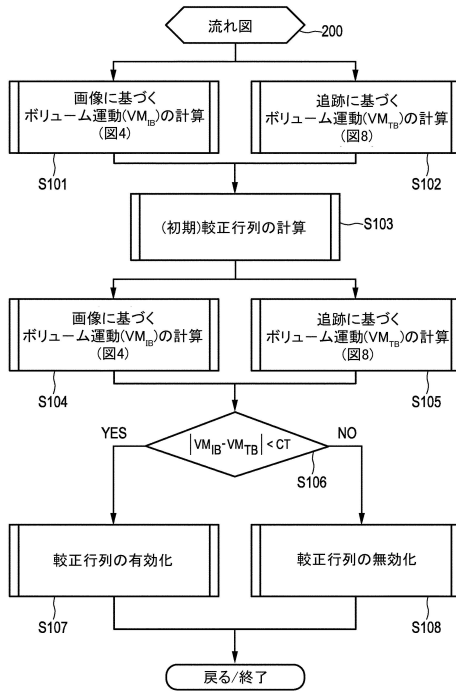 流れ図
200
画像に基づく
ボリューム運動(VM_IB)の計算
(図4)
S101
追跡に基づく
ボリューム運動(VM_TB)の計算
(図8)
S102
(初期)較正行列の計算
S103
画像に基づく
ボリューム運動(VM_IB)の計算
(図4)
S104
追跡に基づく
ボリューム運動(VM_TB)の計算
(図8)
S105
YES
|VM_IB-VM_TB| < CT
NO
S106
較正行列の有効化
S107
較正行列の無効化
S108
戻る/終了